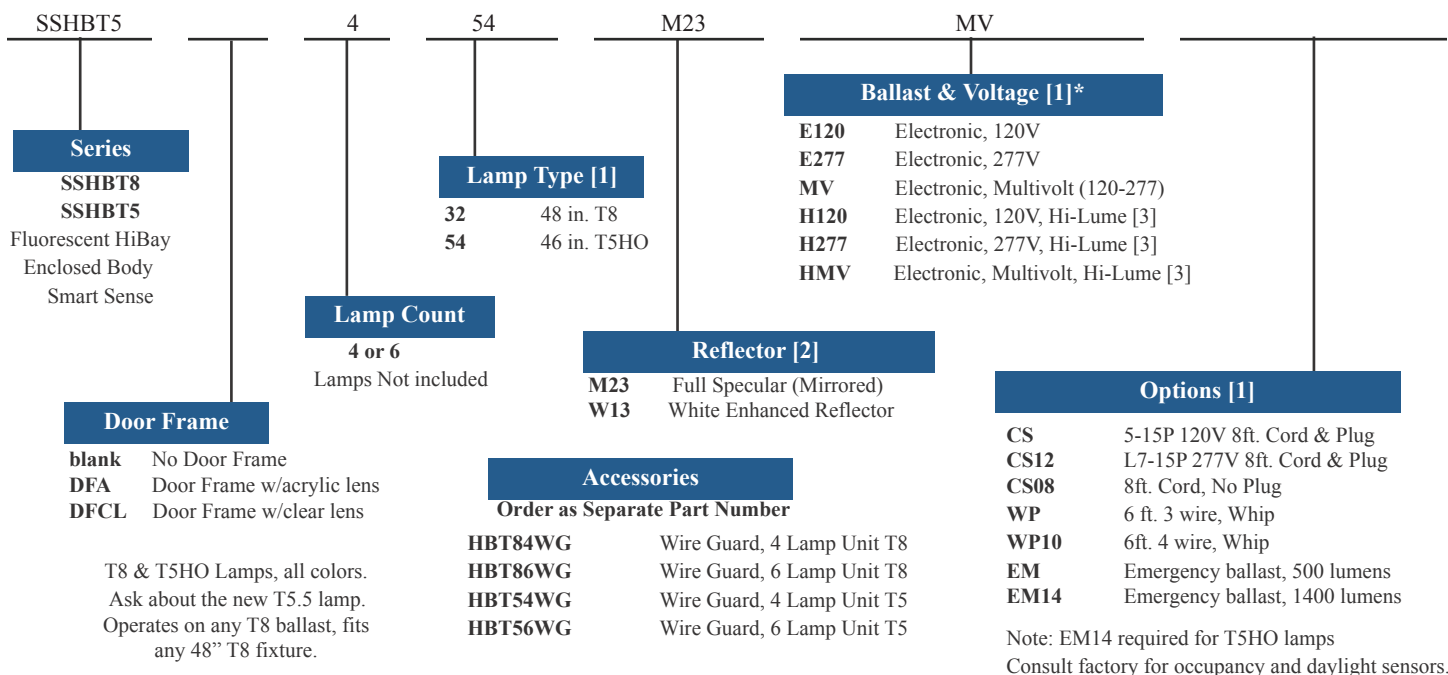 SSHBT5 4 54 M23 MV
Series
SSHBT8
SSHBT5
Fluorescent HiBay
Enclosed Body
Smart Sense
Door Frame
blank No Door Frame
DFA Door Frame w/acrylic lens
DFCL Door Frame w/clear lens
T8 & T5HO Lamps, all colors.
Ask about the new T5.5 lamp.
Operates on any T8 ballast, fits
any 48” T8 fixture.
Lamp Count
4 or 6
Lamps Not included
Lamp Type [1]
32 48 in. T8
54 46 in. T5HO
Reflector [2]
M23 Full Specular (Mirrored)
W13 White Enhanced Reflector
Accessories
Order as Separate Part Number
HBT84WG Wire Guard, 4 Lamp Unit T8
HBT86WG Wire Guard, 6 Lamp Unit T8
HBT54WG Wire Guard, 4 Lamp Unit T5
HBT56WG Wire Guard, 6 Lamp Unit T5
Ballast & Voltage [1]*
E120 Electronic, 120V
E277 Electronic, 277V
MV Electronic, Multivolt (120-277)
H120 Electronic, 120V, Hi-Lume [3]
H277 Electronic, 277V, Hi-Lume [3]
HMV Electronic, Multivolt, Hi-Lume [3]
Options [1]
CS 5-15P 120V 8ft. Cord & Plug
CS12 L7-15P 277V 8ft. Cord & Plug
CS08 8ft. Cord, No Plug
WP 6 ft. 3 wire, Whip
WP10 6ft. 4 wire, Whip
EM Emergency ballast, 500 lumens
EM14 Emergency ballast, 1400 lumens
Note: EM14 required for T5HO lamps
Consult factory for occupancy and daylight sensors.